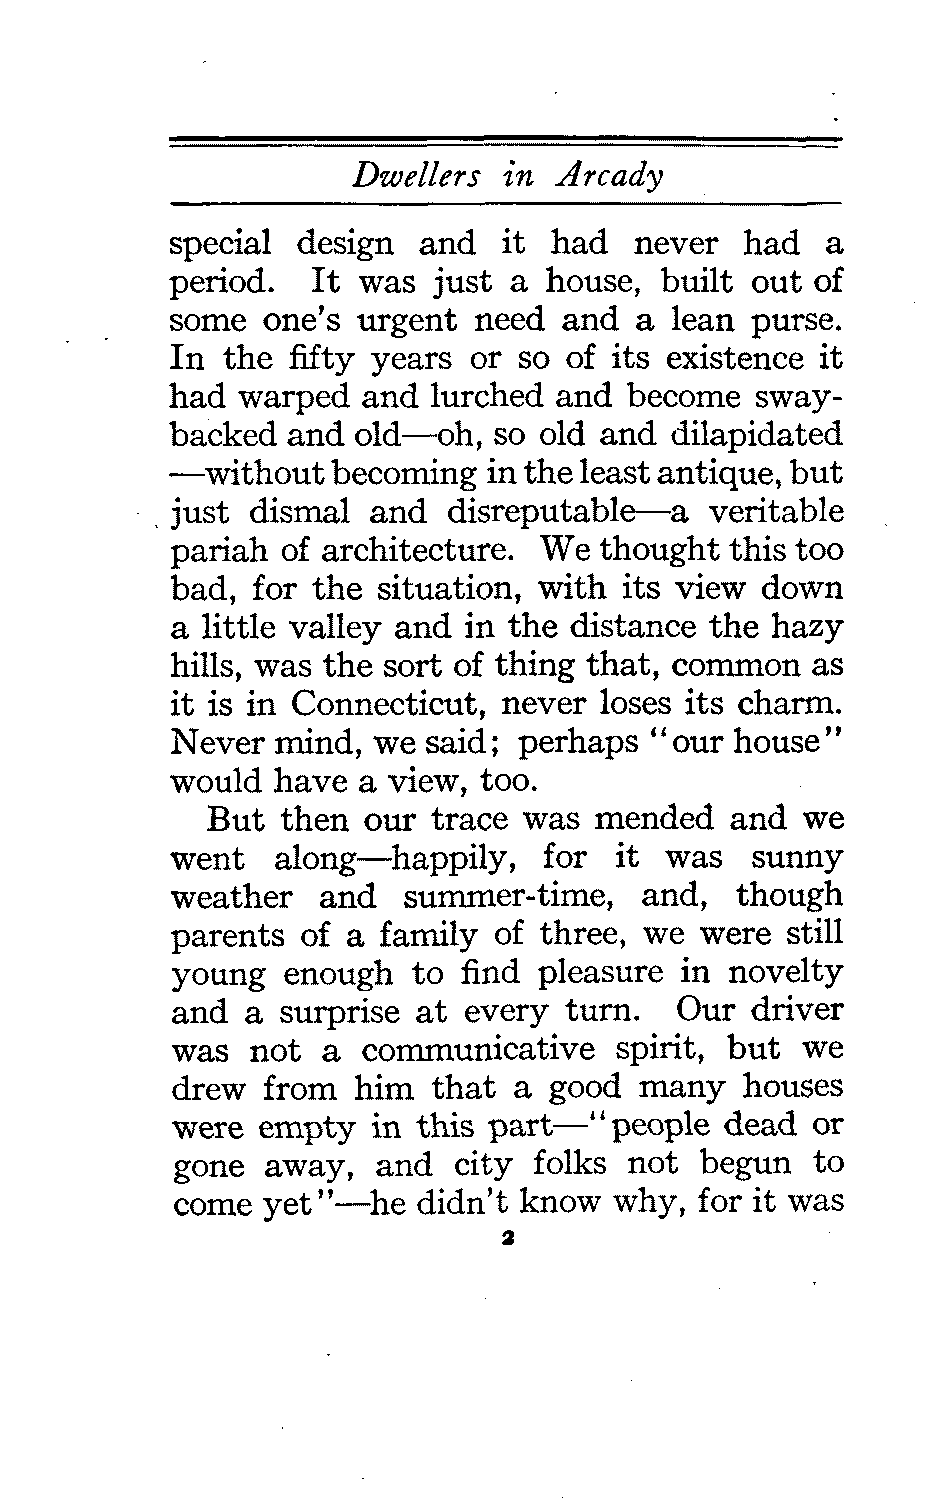 Dwellers in Arcady
special design and it had never had a
period. It was just a house, built out of
some one's urgent need and a lean purse.
In the fifty years or so of its existence it
had warped and lurched and become sway-
backed and old—oh, so old and dilapidated
—without becoming in the least antique, but
just dismal and disreputable—a veritable
pariah of architecture. We thought this too
bad, for the situation, with its view down
a little valley and in the distance the hazy
hills, was the sort of thing that, common as
it is in Connecticut, never loses its charm.
Never mind, we said; perhaps "our house"
would have a view, too.
But then our trace was mended and we
went along—happily, for it was sunny
weather and summer-time, and, though
parents of a family of three, we were still
young enough to find pleasure in novelty
and a surprise at every turn. Our driver
was not a communicative spirit, but we
drew from him that a good many houses
were empty in this part—"people dead or
gone away, and city folks not begun to
come yet"—he didn't know why, for it was
2